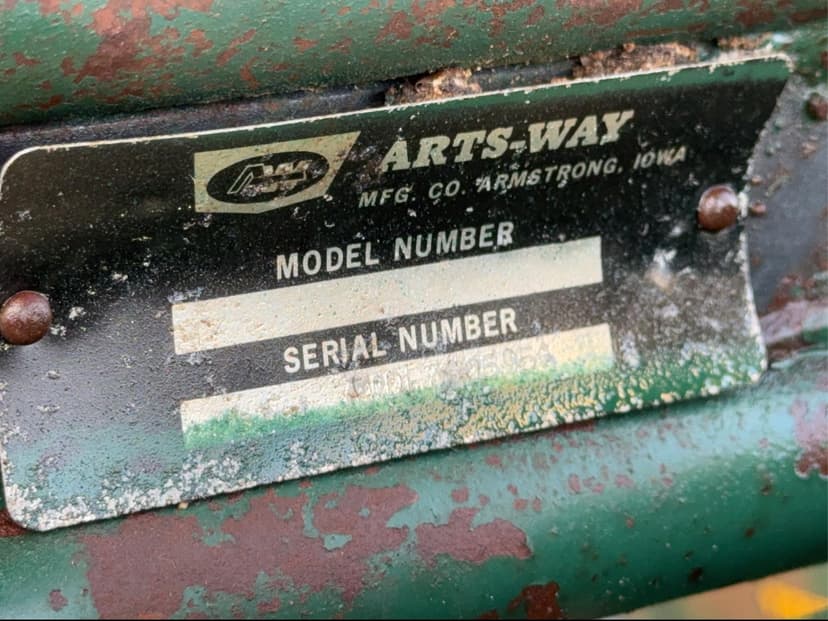 ARTS-WAY
MFG. CO. ARMSTRONG, IOWA
MODEL NUMBER
SERIAL NUMBER